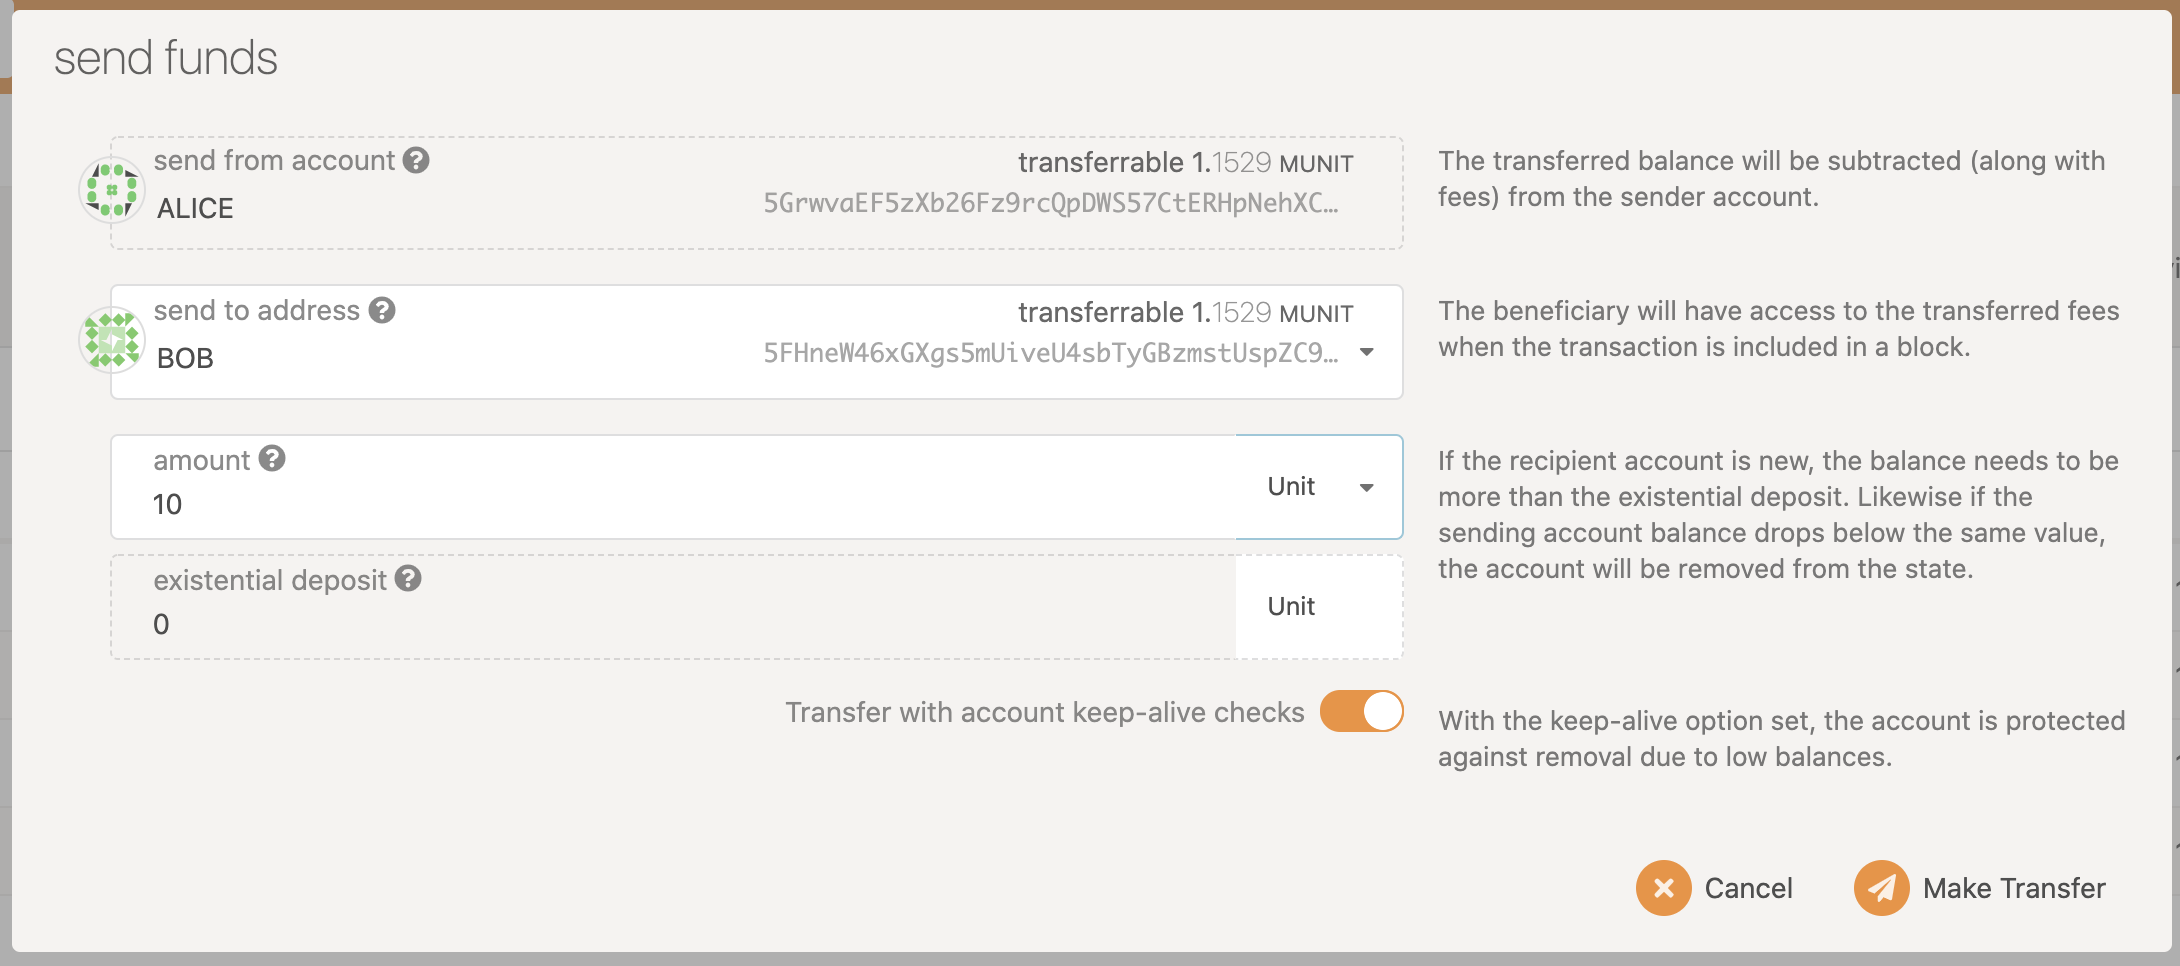 send funds
send from account
transferrable 1.1529 MUNIT
ALICE
5GrwvaEF5zXb26Fz9rcQpDWS57CtERHpNehXC…
The transferred balance will be subtracted (along with
fees) from the sender account.
send to address
transferrable 1.1529 MUNIT
BOB
5FHneW46xGXgs5mUiveU4sbTyGBzmstUspZC9…
The beneficiary will have access to the transferred fees
when the transaction is included in a block.
amount
10
Unit
If the recipient account is new, the balance needs to be
more than the existential deposit. Likewise if the
sending account balance drops below the same value,
the account will be removed from the state.
existential deposit
0
Unit
Transfer with account keep-alive checks
With the keep-alive option set, the account is protected
against removal due to low balances.
Cancel
Make Transfer